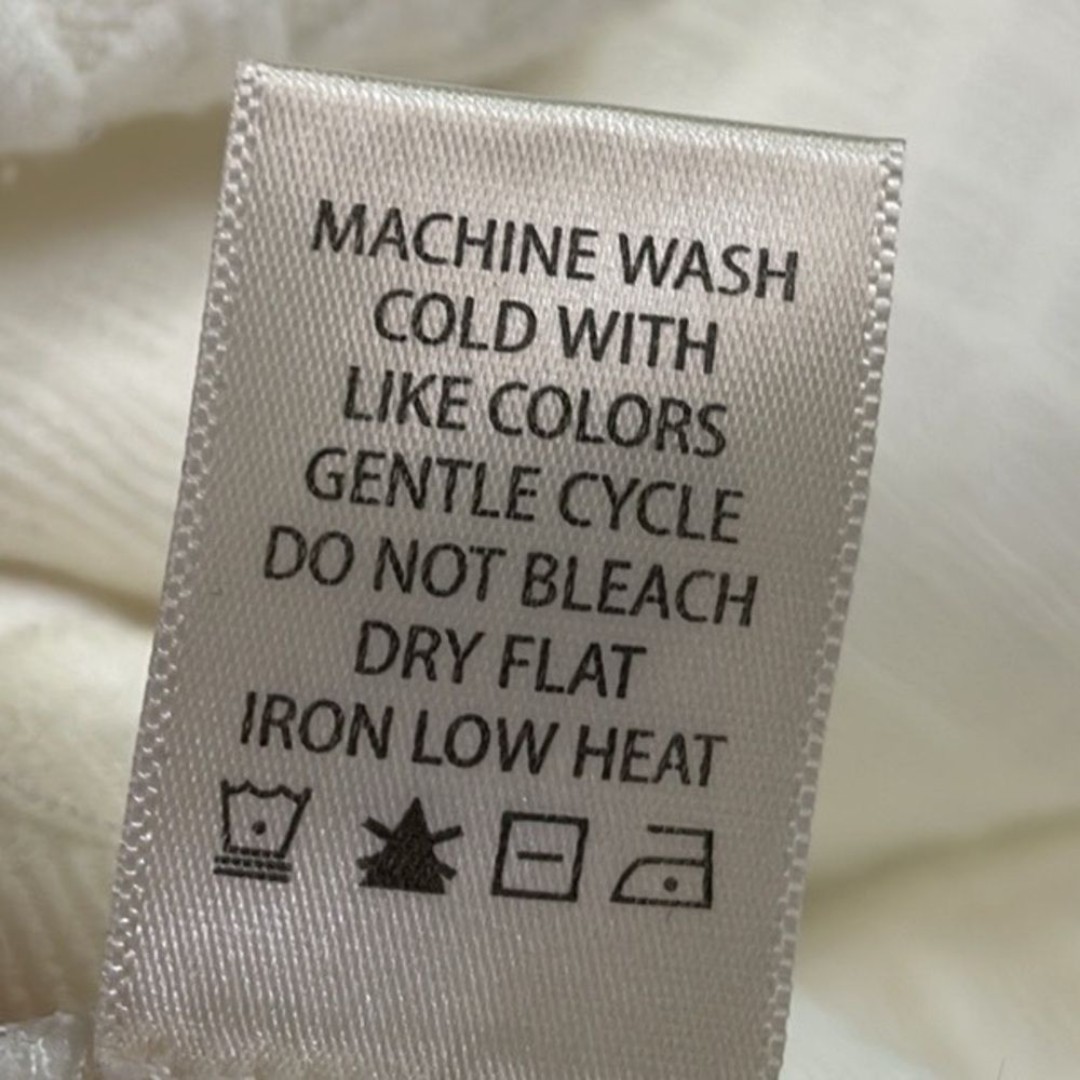 MACHINE WASH
COLD WITH
LIKE COLORS
GENTLE CYCLE
DO NOT BLEACH
DRY FLAT
IRON LOW HEAT